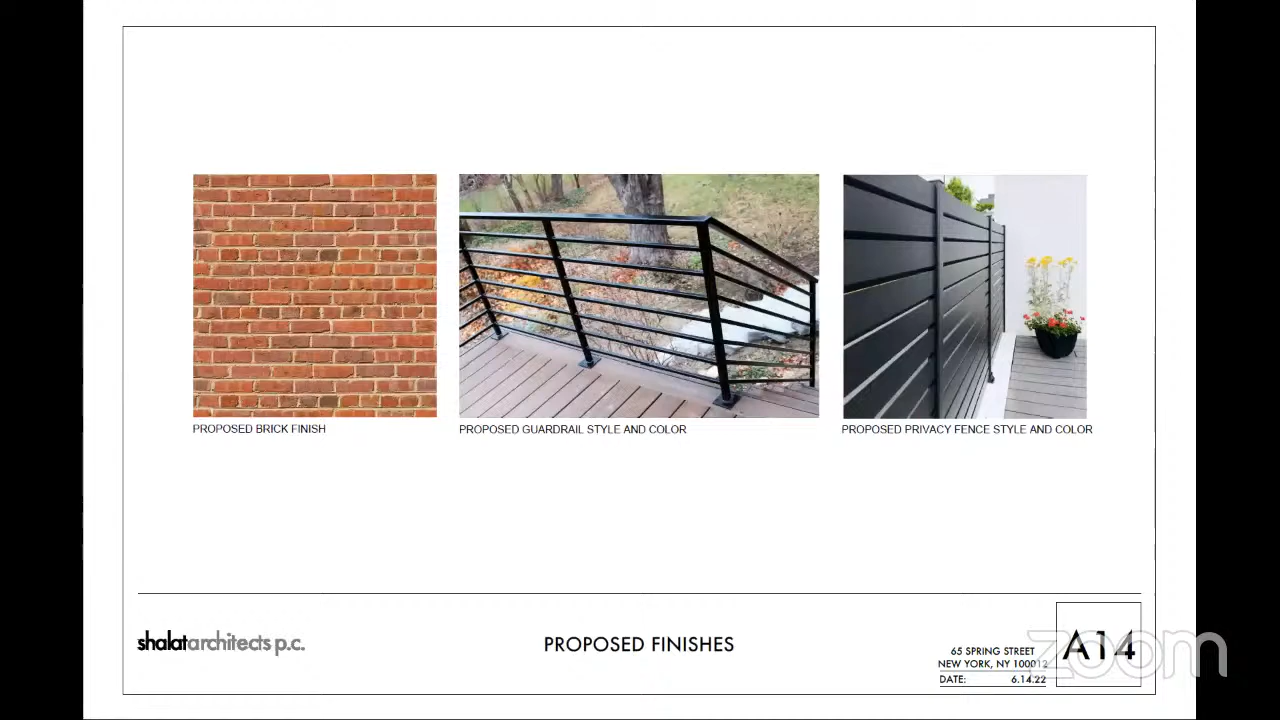 PROPOSED BRICK FINISH
PROPOSED GUARDRAIL STYLE AND COLOR
PROPOSED PRIVACY FENCE STYLE AND COLOR
shalatarchitects p.c.
PROPOSED FINISHES
65 SPRING STREET
NEW YORK, NY 100012
DATE: 6.14.22
A14
zoom